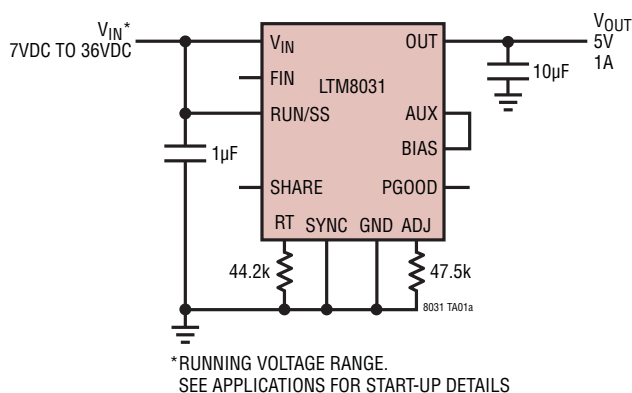 VIN*
7VDC TO 36VDC
VIN
FIN
RUN/SS
SHARE
LTM8031
OUT
AUX
BIAS
PGOOD
RT SYNC GND ADJ
VOUT
5V
1A
10µF
1µF
44.2k
47.5k
8031 TA01a
*RUNNING VOLTAGE RANGE.
SEE APPLICATIONS FOR START-UP DETAILS